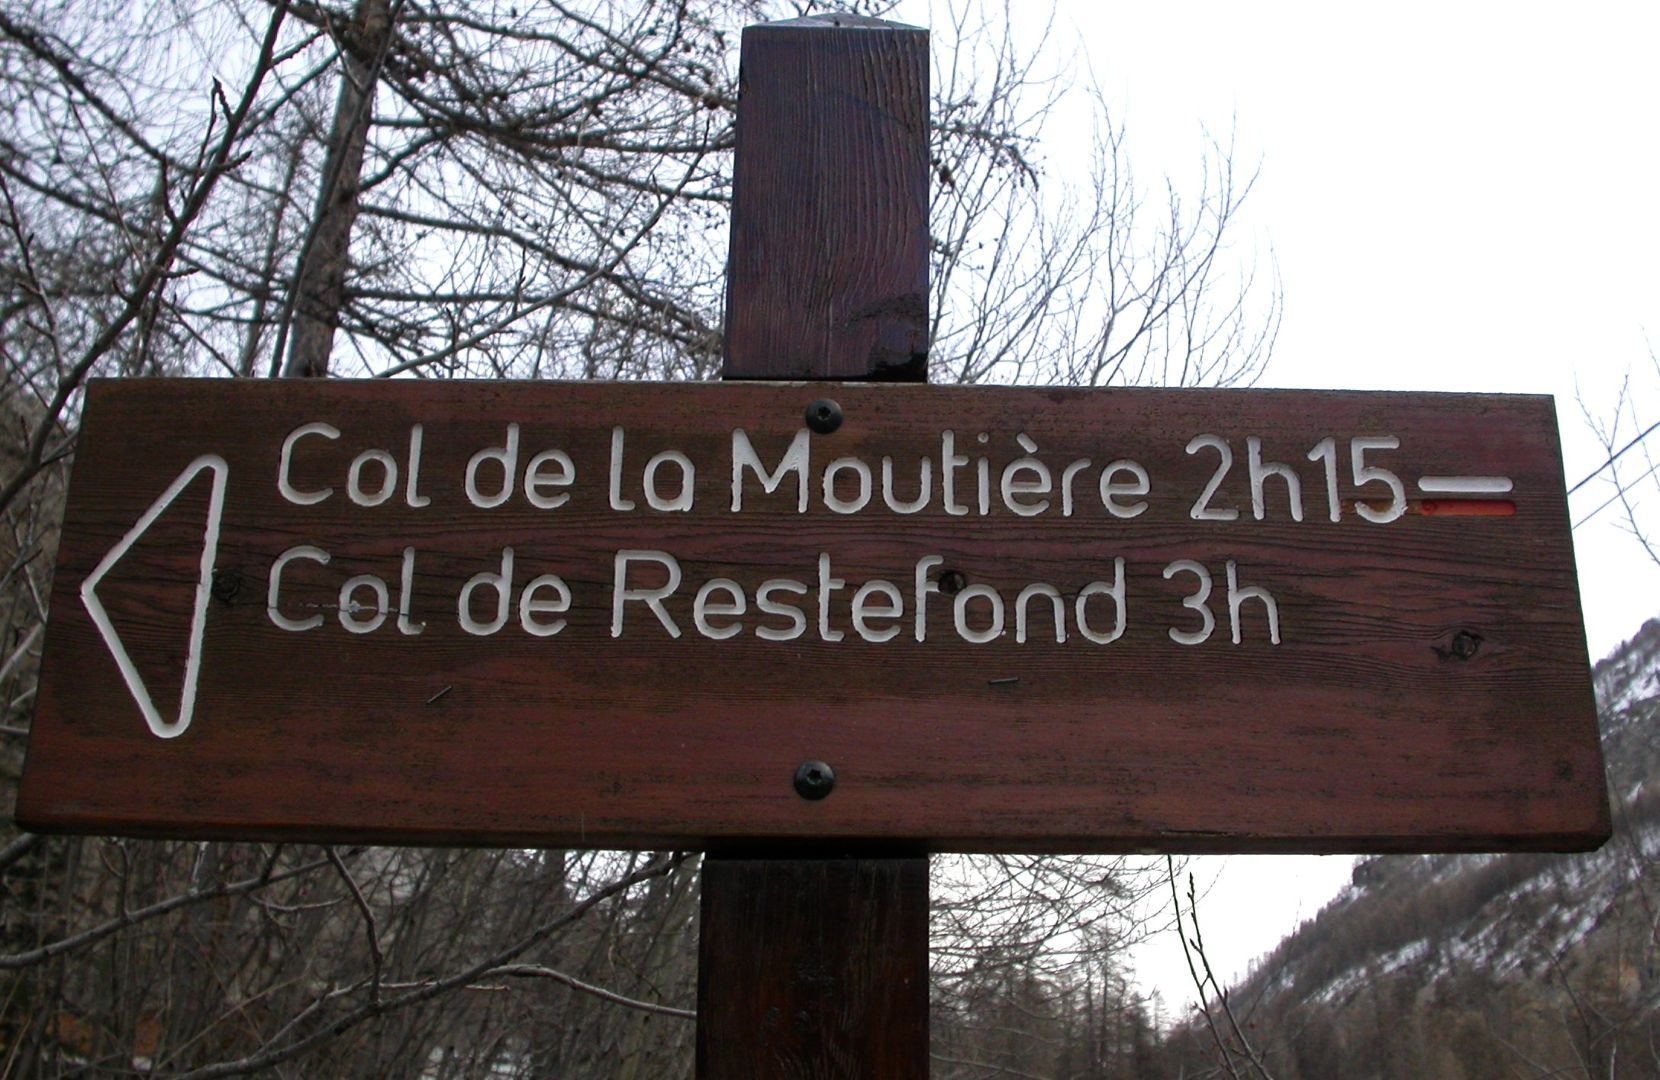 Col de la Moutière 2h15
Col de Restefond 3h